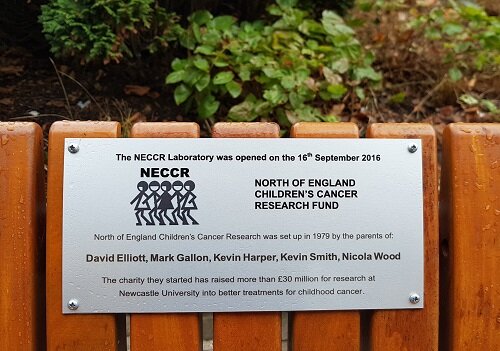 The NECCR Laboratory was opened on the 16th September 2016
NECCR
NORTH OF ENGLAND
CHILDREN'S CANCER
RESEARCH FUND
North of England Children's Cancer Research was set up in 1979 by the parents of:
David Elliott, Mark Gallon, Kevin Harper, Kevin Smith, Nicola Wood
The charity they started has raised more than £30 million for research at
Newcastle University into better treatments for childhood cancer.